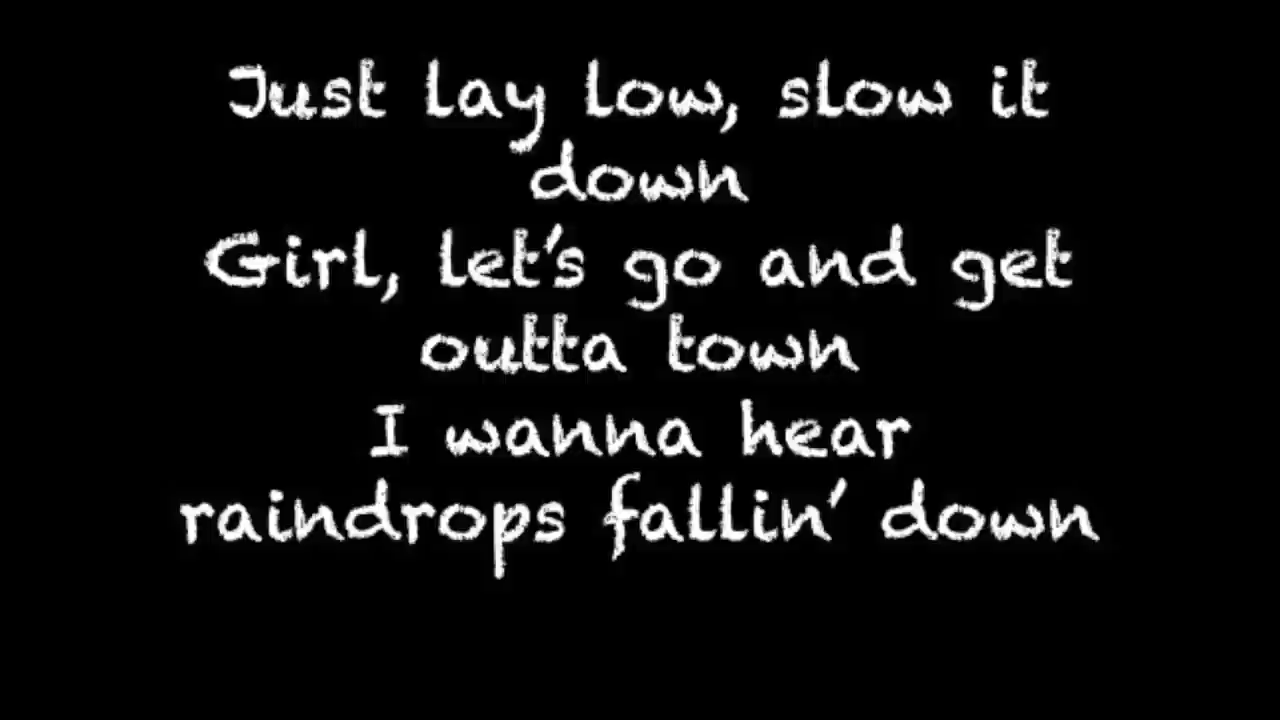 Just lay low, slow it
down
Girl, let's go and get
outta town
I wanna hear
raindrops fallin' down